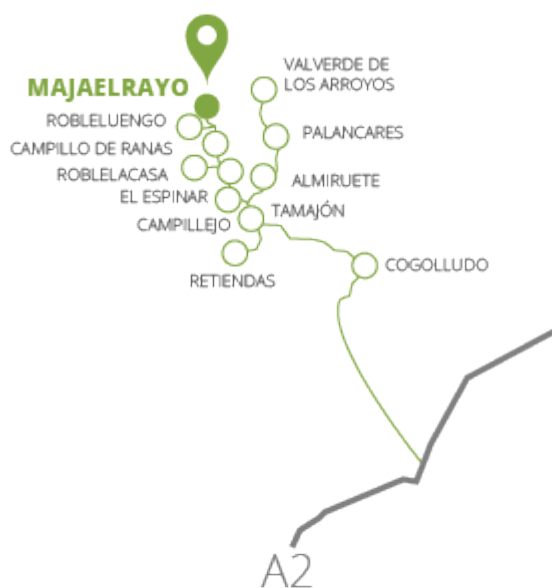 VALVERDE DE
LOS ARROYOS
MAJAELRAYO
ROBLELUENGO
PALANCARES
CAMPILLO DE RANAS
ROBLELACASA
ALMIRUETE
EL ESPINAR
TAMAJÓN
CAMPILLEJO
COGOLLUDO
RETIENDAS
A2